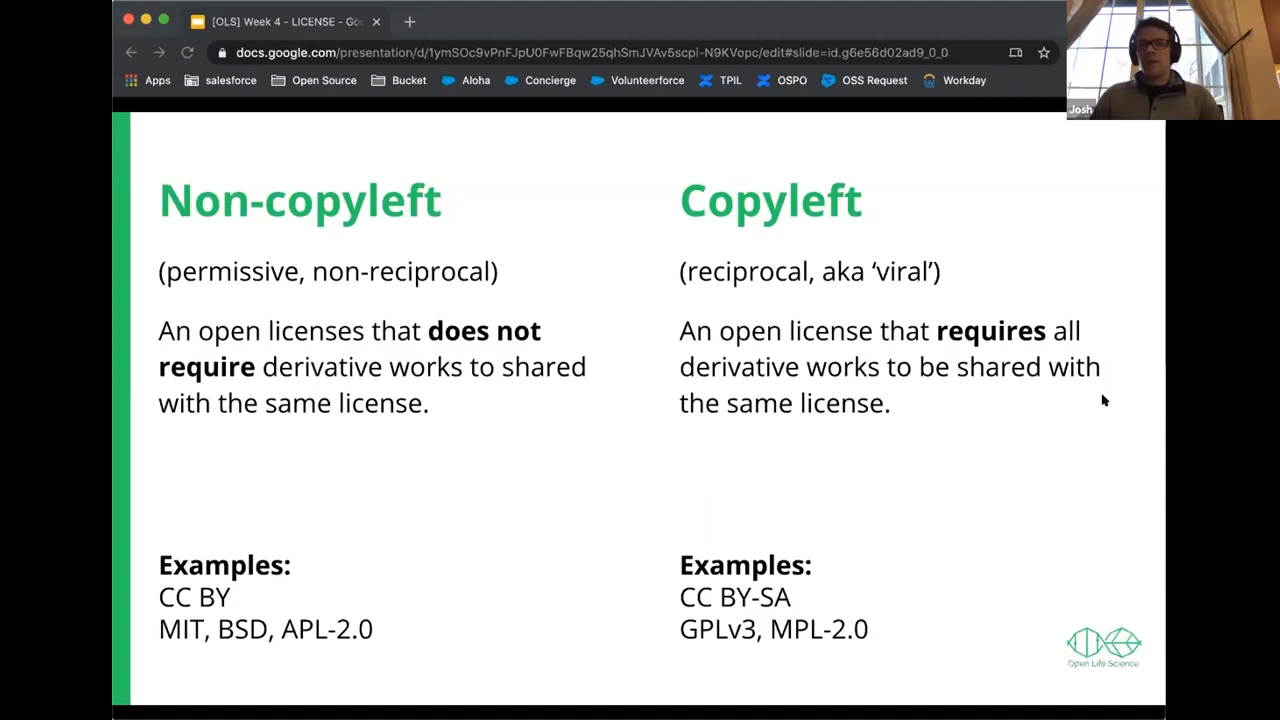 [OLS] Week 4 - LICENSE - Goo
docs.google.com/presentation/d/1ymSOc9vPnFJpU0FwFBqw25qhSmJVAv5scpi-N9KVopc/edit#slide=id.g6e56d02ad9_0_0
Apps salesforce Open Source Bucket Aloha Concierge Volunteerforce TPIL OSPO OSS Request Workday
Josh
Non-copyleft
(permissive, non-reciprocal)
An open licenses that does not
require derivative works to shared
with the same license.
Examples:
CC BY
MIT, BSD, APL-2.0
Copyleft
(reciprocal, aka ‘viral’)
An open license that requires all
derivative works to be shared with
the same license.
Examples:
CC BY-SA
GPLv3, MPL-2.0
Open Life Science